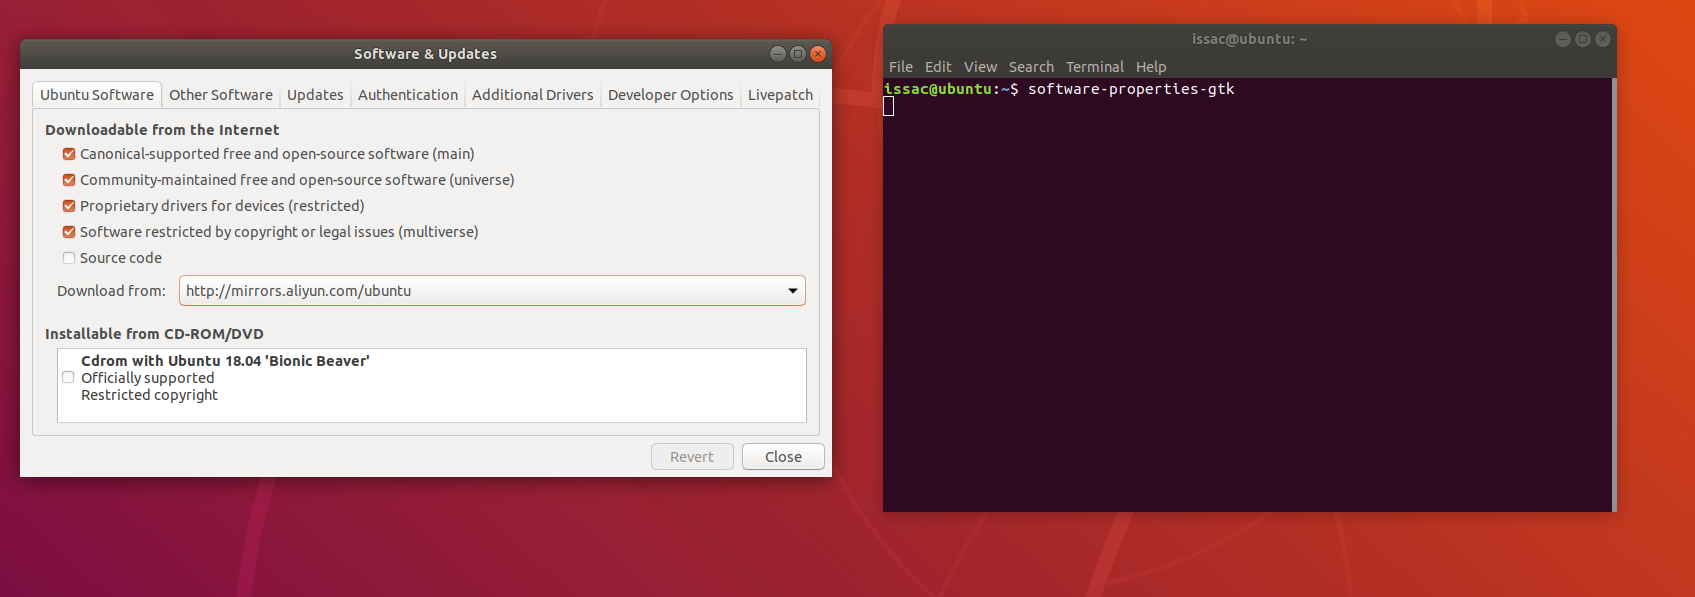 Software & Updates
Ubuntu Software Other Software Updates Authentication Additional Drivers Developer Options Livepatch
Downloadable from the Internet
Canonical-supported free and open-source software (main)
Community-maintained free and open-source software (universe)
Proprietary drivers for devices (restricted)
Software restricted by copyright or legal issues (multiverse)
Source code
Download from: http://mirrors.aliyun.com/ubuntu
Installable from CD-ROM/DVD
Cdrom with Ubuntu 18.04 'Bionic Beaver'
Officially supported
Restricted copyright
Revert Close
issac@ubuntu: ~
File Edit View Search Terminal Help
issac@ubuntu:~$ software-properties-gtk